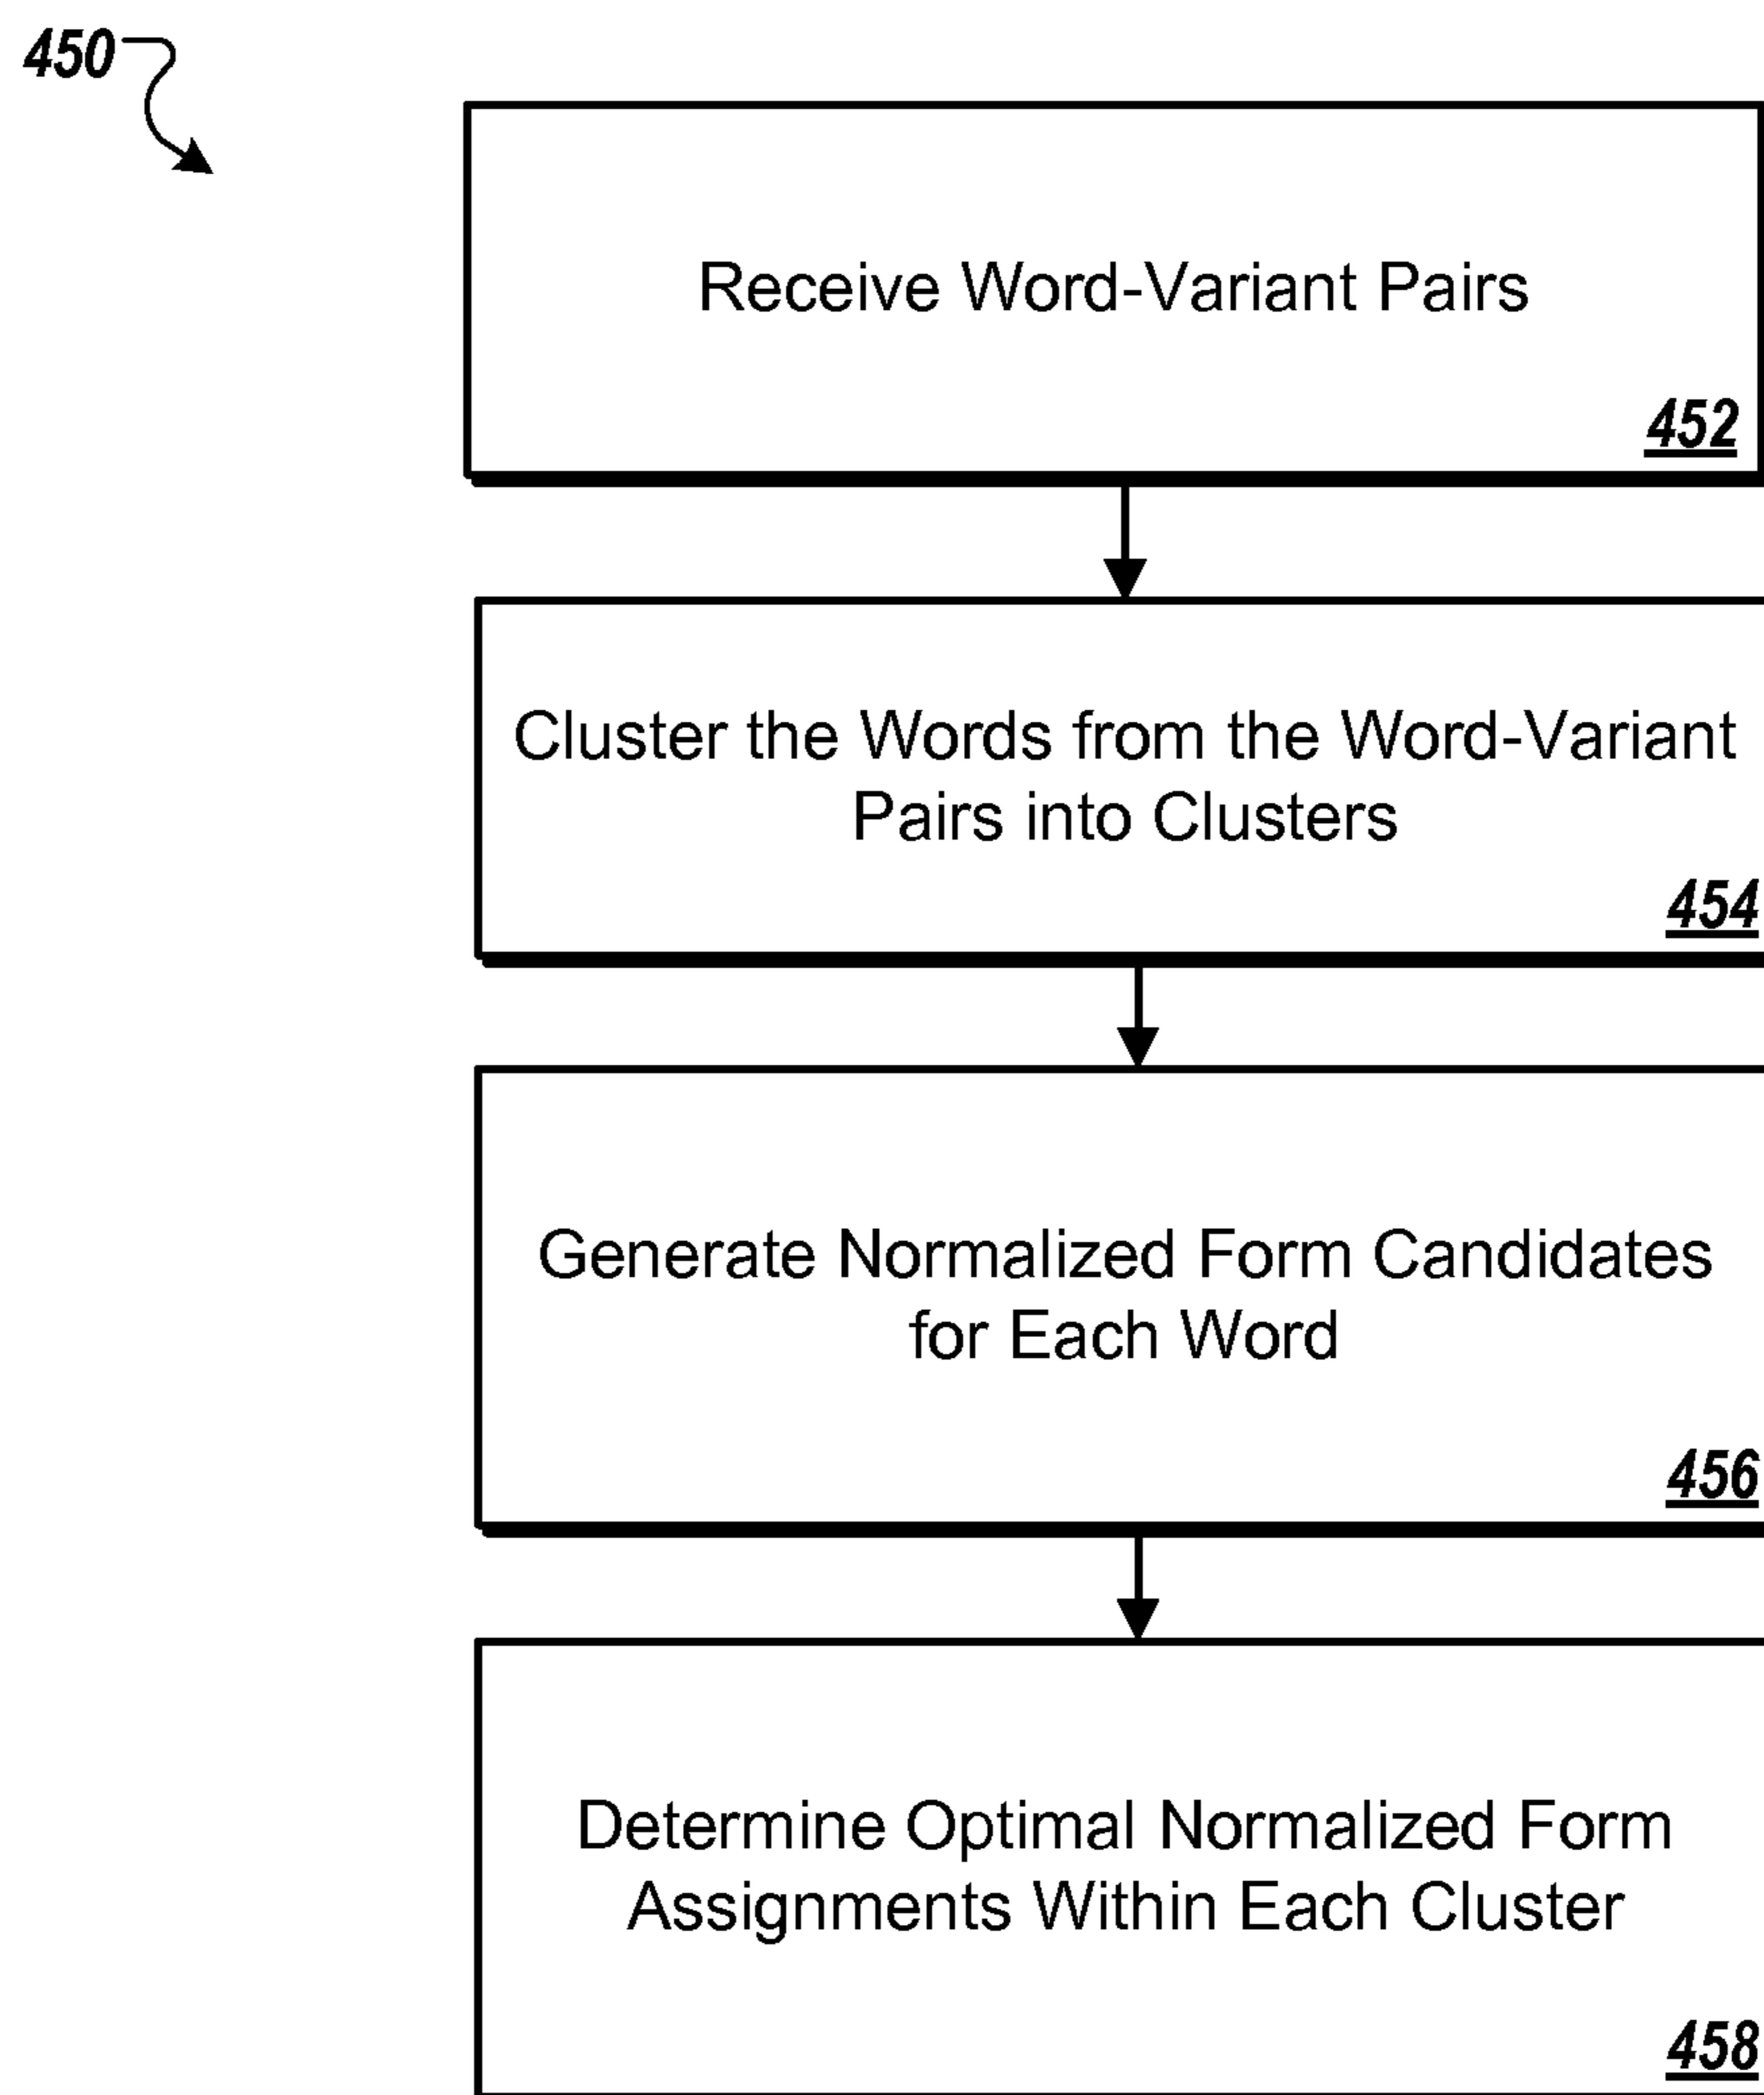 450
Receive Word-Variant Pairs
452
Cluster the Words from the Word-Variant
Pairs into Clusters
454
Generate Normalized Form Candidates
for Each Word
456
Determine Optimal Normalized Form
Assignments Within Each Cluster
458